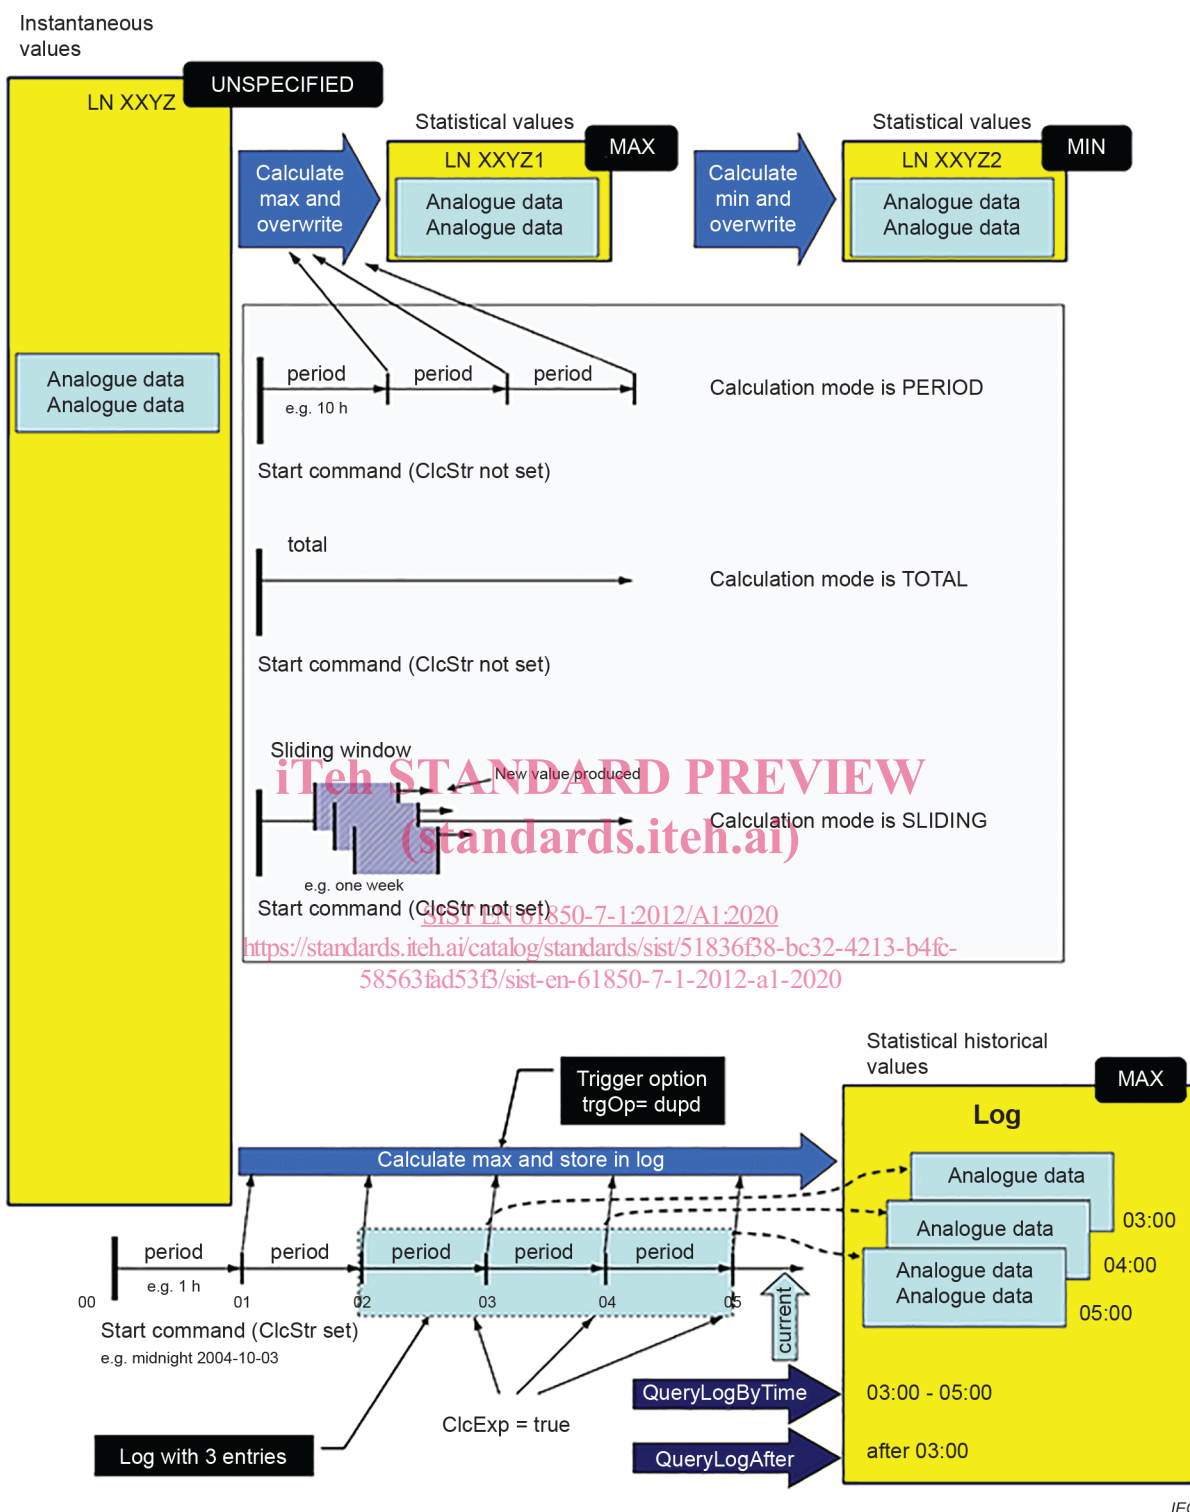 Instantaneous
values
UNSPECIFIED
LN XXYZ
Statistical values
MAX
LN XXYZ1
Analogue data
Analogue data
Calculate
max and
overwrite
Statistical values
MIN
LN XXYZ2
Analogue data
Analogue data
Calculate
min and
overwrite
Analogue data
Analogue data
period period period
e.g. 10 h
Calculation mode is PERIOD
Start command (ClcStr not set)
total
Calculation mode is TOTAL
Start command (ClcStr not set)
Sliding window
New value produced
iTeh STANDARD PREVIEW
(standards.iteh.ai)
Calculation mode is SLIDING
e.g. one week
Start command (ClcStr not set)
SIST EN 61850-7-1:2012/A1:2020
https://standards.iteh.ai/catalog/standards/sist/51836f38-bc32-4213-b4fc-
58563fad53f3/sist-en-61850-7-1-2012-a1-2020
Statistical historical
values
MAX
Log
Trigger option
trgOp= dupd
Calculate max and store in log
Analogue data
03:00
Analogue data
04:00
Analogue data
Analogue data
05:00
period period period period period
e.g. 1 h
00 01 02 03 04 05
Start command (ClcStr set)
e.g. midnight 2004-10-03
current
QueryLogByTime
03:00 - 05:00
ClcExp = true
Log with 3 entries
QueryLogAfter
after 03:00
IEC